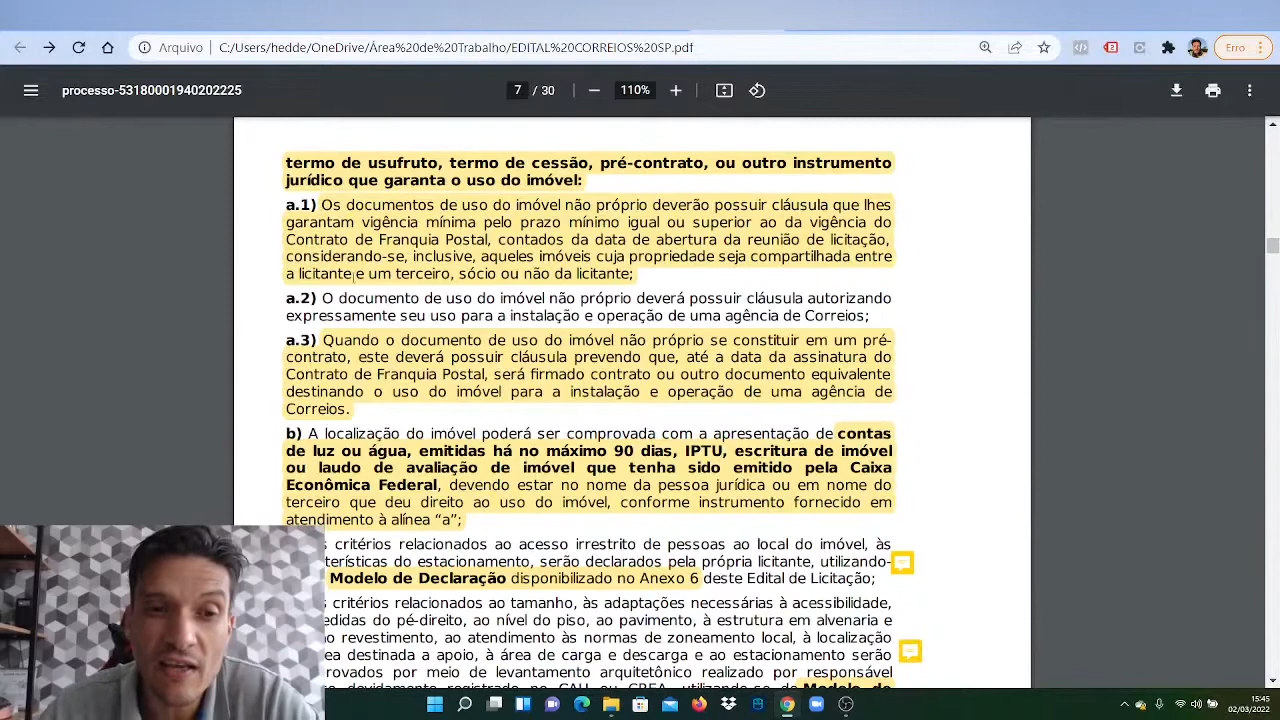 Arquivo
C:/Users/hedde/OneDrive//Área%20de%20Trabalho/EDITAL%20CORREIOS%20SP.pdf
Erro
processo-53180001940202225
7 / 30
110%
termo de usufruto, termo de cessão, pré-contrato, ou outro instrumento
jurídico que garanta o uso do imóvel:
a.1) Os documentos de uso do imóvel não próprio deverão possuir cláusula que lhes
garantam vigência mínima pelo prazo mínimo igual ou superior ao da vigência do
Contrato de Franquia Postal, contados da data de abertura da reunião de licitação,
considerando-se, inclusive, aqueles imóveis cuja propriedade seja compartilhada entre
a licitante e um terceiro, sócio ou não da licitante;
a.2) O documento de uso do imóvel não próprio deverá possuir cláusula autorizando
expressamente seu uso para a instalação e operação de uma agência de Correios;
a.3) Quando o documento de uso do imóvel não próprio se constituir em um pré-
contrato, este deverá possuir cláusula prevendo que, até a data da assinatura do
Contrato de Franquia Postal, será firmado contrato ou outro documento equivalente
destinando o uso do imóvel para a instalação e operação de uma agência de
Correios.
b) A localização do imóvel poderá ser comprovada com a apresentação de contas
de luz ou água, emitidas há no máximo 90 dias, IPTU, escritura de imóvel
ou laudo de avaliação de imóvel que tenha sido emitido pela Caixa
Econômica Federal, devendo estar no nome da pessoa jurídica ou em nome do
terceiro que deu direito ao uso do imóvel, conforme instrumento fornecido em
atendimento à alínea “a”;
s critérios relacionados ao acesso irrestrito de pessoas ao local do imóvel, às
terísticas do estacionamento, serão declarados pela própria licitante, utilizando-
Modelo de Declaração disponibilizado no Anexo 6 deste Edital de Licitação;
s critérios relacionados ao tamanho, às adaptações necessárias à acessibilidade,
edidas do pé-direito, ao nível do piso, ao pavimento, à estrutura em alvenaria e
o revestimento, ao atendimento às normas de zoneamento local, à localização
ea destinada a apoio, à área de carga e descarga e ao estacionamento serão
rovados por meio de levantamento arquitetônico realizado por responsável
devidamente registrado no CAU ou CREA, utilizando-se do Modelo de
15:45
02/03/2022